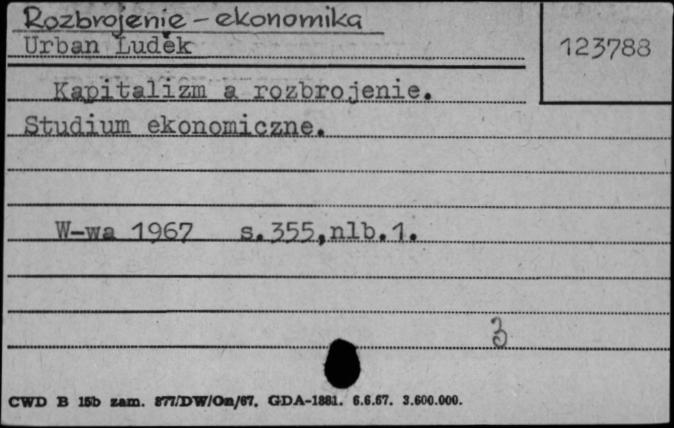 Rozbrojenie - ekonomika
Urban Luděk
123788
Kapitalizm a rozbrojenie.
Studium ekonomiczne.
W-wa 1967 s.355,nlb.1.
3
CWD B 15b zam. 877/DW/Om/67. GDA-1881. 6.6.67. 3.600.000.